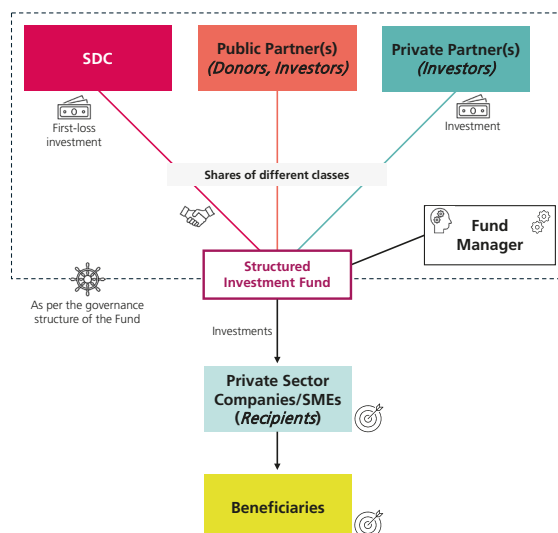 SDC
Public Partner(s)
(Donors, Investors)
Private Partner(s)
(Investors)
First-loss
investment
Investment
Shares of different classes
Fund
Manager
Structured
Investment Fund
As per the governance
structure of the Fund
Investments
Private Sector
Companies/SMEs
(Recipients)
Beneficiaries